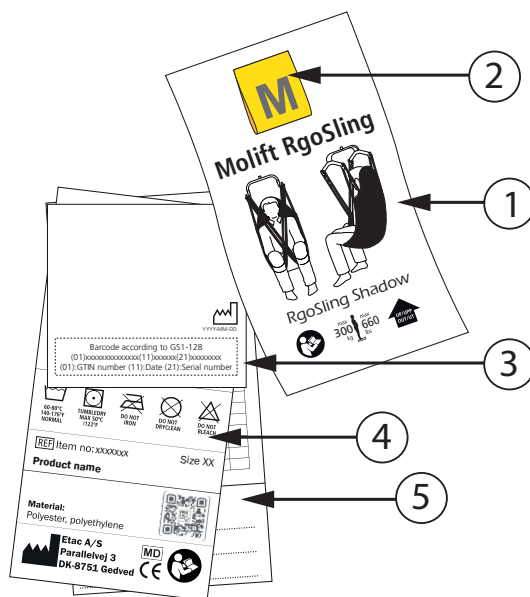 M
Molift RgoSling
RgoSling Shadow
max
300
kg
max
660
lbs
UP/UPP
OUT/UT
1
2
3
4
5
YYYY-MM-DD
Barcode according to GS1-128
(01)xxxxxxxxxxxxxx(11)xxxxxx(21)xxxxxxxx
(01):GTIN number (11):Date (21):Serial number
60-80°C
140-176°F
NORMAL
TUMBLEDRY
MAX 50°C
/122°F
DO NOT
IRON
DO NOT
DRYCLEAN
DO NOT
BLEACH
REF Item no: xxxxxxx
Size XX
Product name
Material:
Polyester, polyethylene
Etac A/S
Parallelvej 3
DK-8751 Gedved
MD
CE